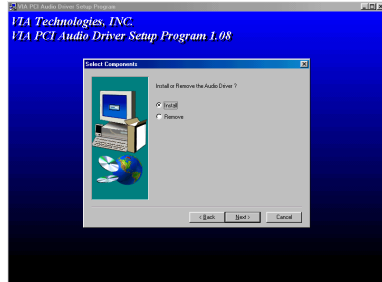 VIA PCI Audio Driver Setup Program
VIA Technologies, INC.
VIA PCI Audio Driver Setup Program 1.08
Select Components
Install or Remove the Audio Driver ?
Install
Remove
< Back
Next >
Cancel